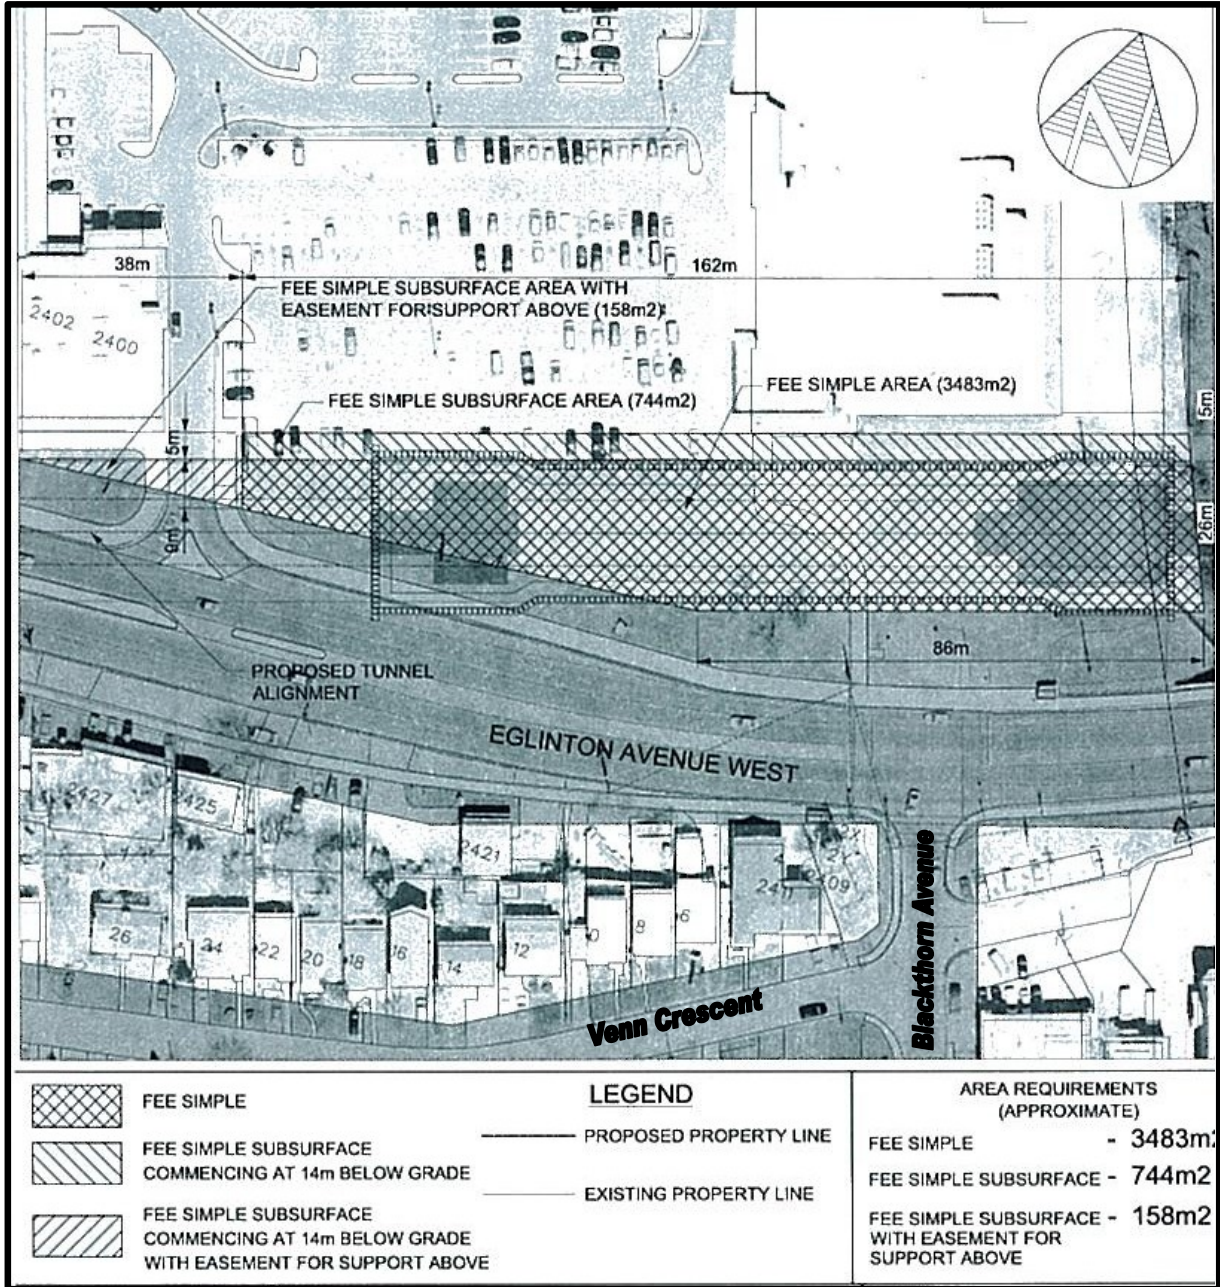 N
38m
162m
FEE SIMPLE SUBSURFACE AREA WITH
EASEMENT FOR SUPPORT ABOVE (158m2)
2402
2400
FEE SIMPLE AREA (3483m2)
FEE SIMPLE SUBSURFACE AREA (744m2)
5m
5m
9m
26m
86m
PROPOSED TUNNEL
ALIGNMENT
EGLINTON AVENUE WEST
2427
2425
2421
2411
2409
26
24
22
20
18
16
14
12
8
6
Blackthorn Avenue
Venn Crescent
FEE SIMPLE
FEE SIMPLE SUBSURFACE
COMMENCING AT 14m BELOW GRADE
FEE SIMPLE SUBSURFACE
COMMENCING AT 14m BELOW GRADE
WITH EASEMENT FOR SUPPORT ABOVE
LEGEND
PROPOSED PROPERTY LINE
EXISTING PROPERTY LINE
AREA REQUIREMENTS
(APPROXIMATE)
FEE SIMPLE - 3483m2
FEE SIMPLE SUBSURFACE - 744m2
FEE SIMPLE SUBSURFACE - 158m2
WITH EASEMENT FOR
SUPPORT ABOVE